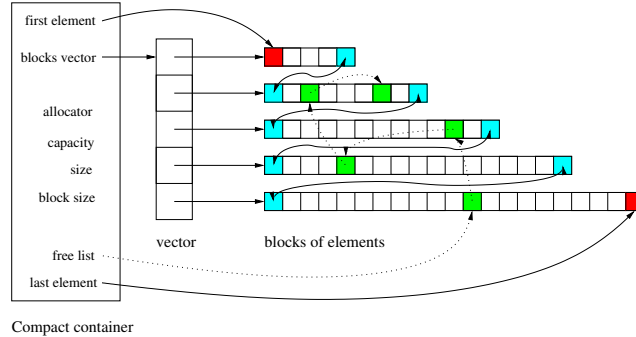 first element
blocks vector
allocator
capacity
size
block size
vector
blocks of elements
free list
last element
Compact container